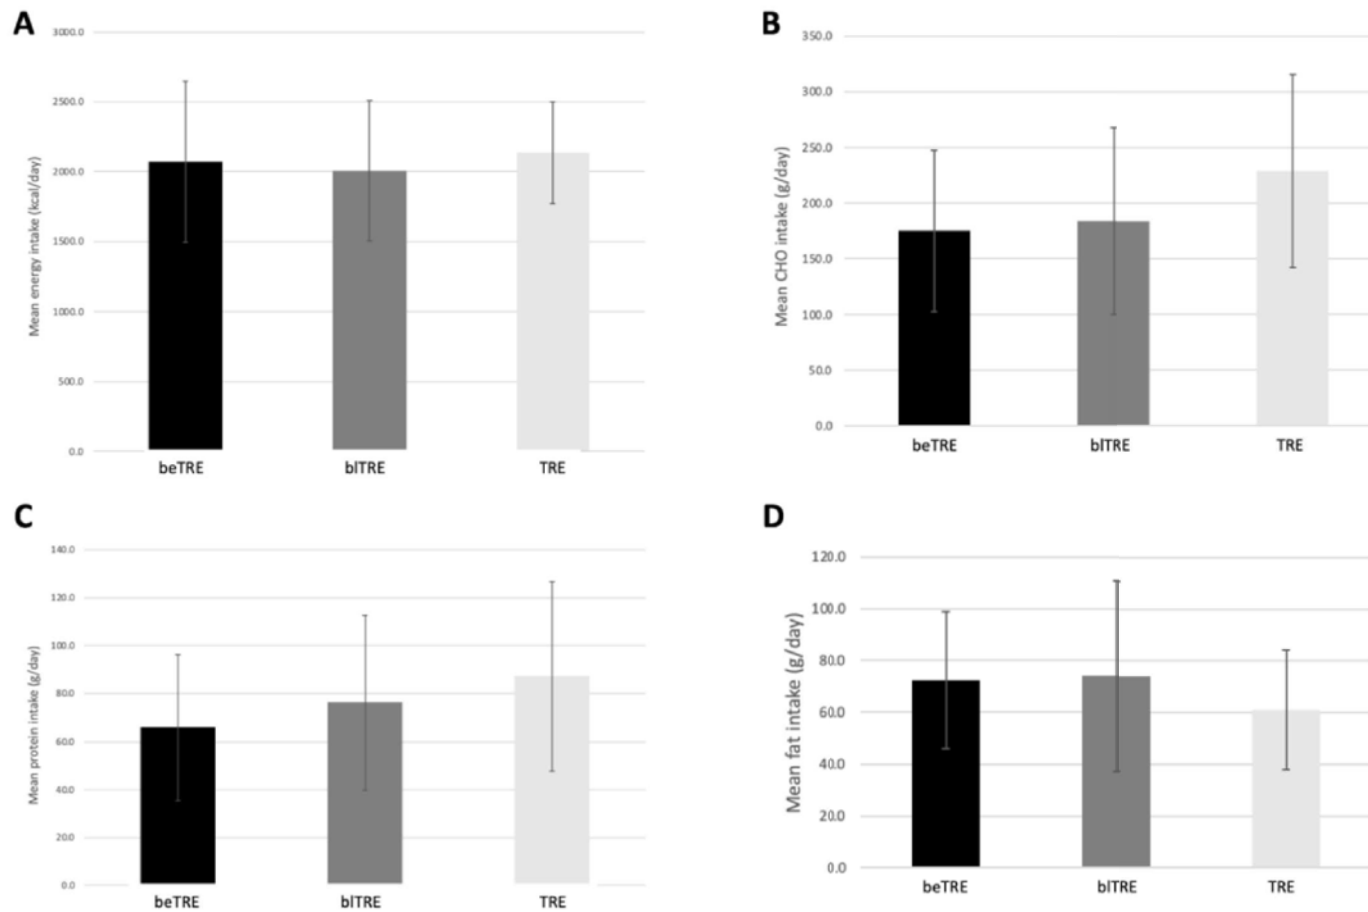 A
Mean energy intake (kcal/day)
3000.0
2500.0
2000.0
1500.0
1000.0
500.0
0.0
beTRE blTRE TRE
B
Mean CHO intake (g/day)
350.0
300.0
250.0
200.0
150.0
100.0
50.0
0.0
beTRE blTRE TRE
C
Mean protein intake (g/day)
140.0
120.0
100.0
80.0
60.0
40.0
20.0
0.0
beTRE blTRE TRE
D
Mean fat intake (g/day)
120.0
100.0
80.0
60.0
40.0
20.0
0.0
beTRE blTRE TRE